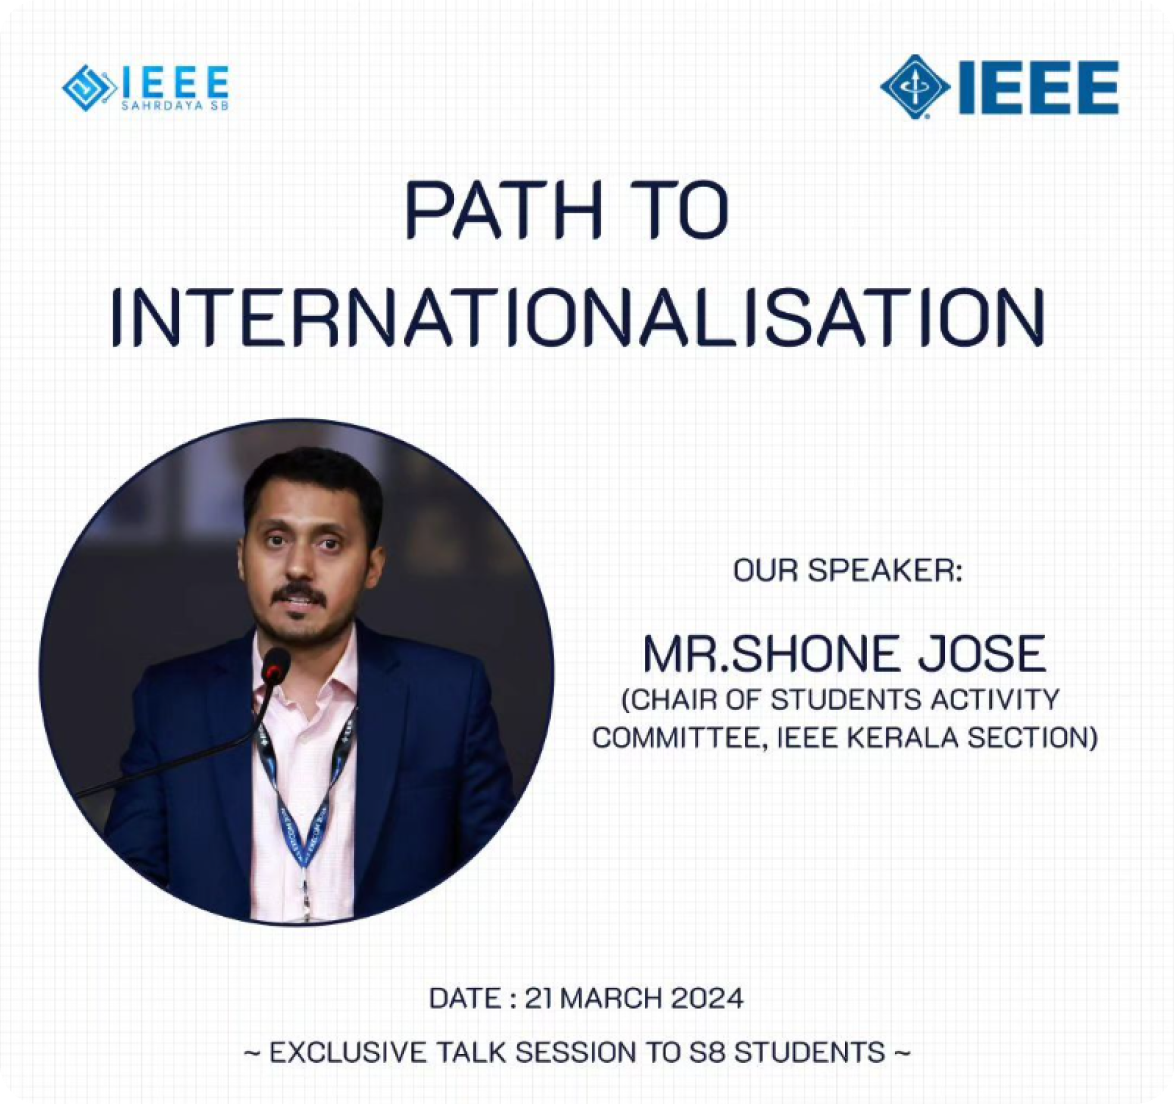 IEEE
SAHRDAYA SB
IEEE
PATH TO
INTERNATIONALISATION
OUR SPEAKER:
MR.SHONE JOSE
(CHAIR OF STUDENTS ACTIVITY
COMMITTEE, IEEE KERALA SECTION)
DATE : 21 MARCH 2024
~ EXCLUSIVE TALK SESSION TO S8 STUDENTS ~